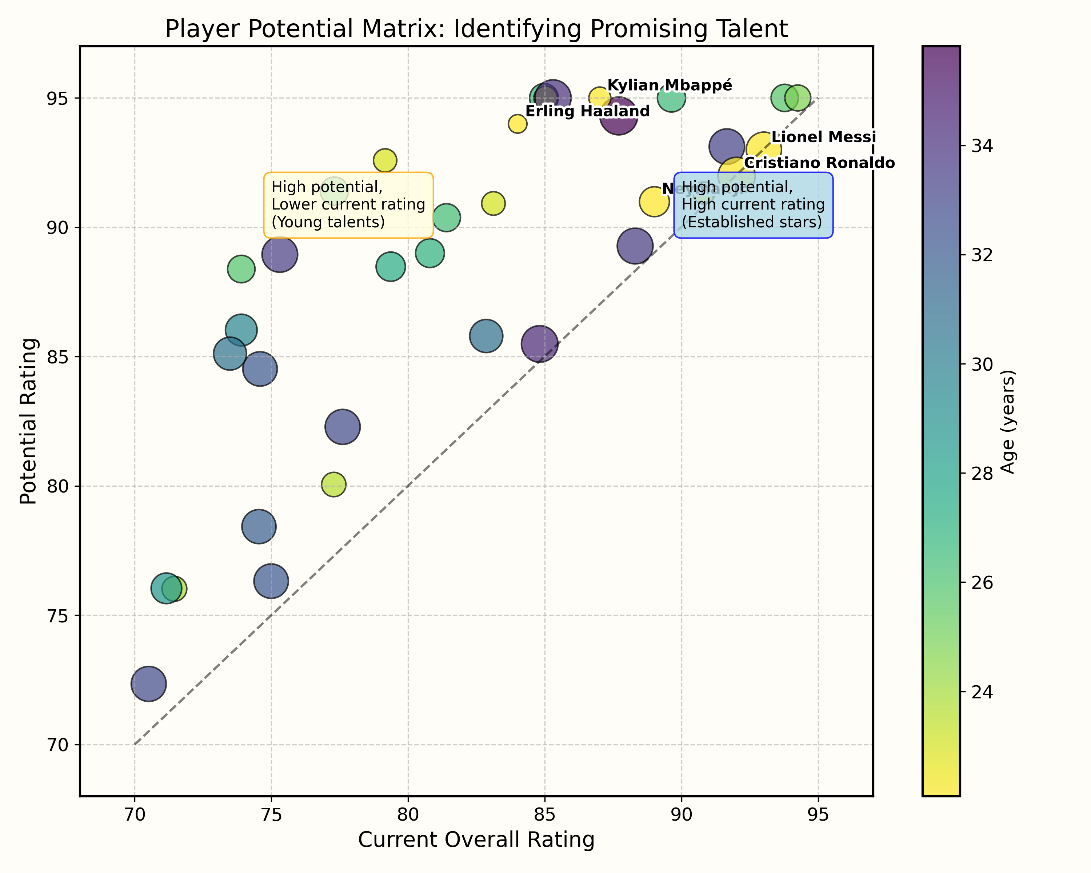 Player Potential Matrix: Identifying Promising Talent
Potential Rating
95
90
85
80
75
70
Kylian Mbappé
Erling Haaland
Lionel Messi
Cristiano Ronaldo
High potential,
Lower current rating
(Young talents)
High potential,
High current rating
(Established stars)
70
75
80
85
90
95
Current Overall Rating
34
32
30
28
26
24
Age (years)